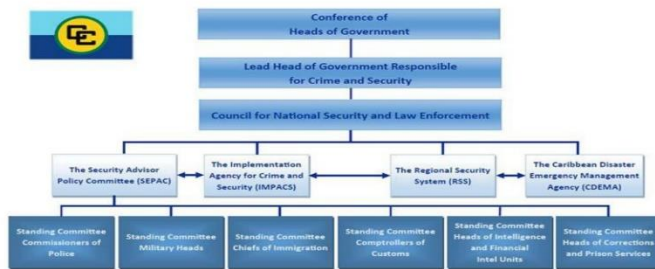 CC
Conference of
Heads of Government
Lead Head of Government Responsible
for Crime and Security
Council for National Security and Law Enforcement
The Security Advisor
Policy Committee (SEPAC)
The Implementation
Agency for Crime and
Security (IMPACS)
The Regional Security
System (RSS)
The Caribbean Disaster
Emergency Management
Agency (CDEMA)
Standing Committee
Commissioners of
Police
Standing Committee
Military Heads
Standing Committee
Chiefs of Immigration
Standing Committee
Comptrollers of
Customs
Standing Committee
Heads of Intelligence
and Financial
Intel Units
Standing Committee
Heads of Corrections
and Prison Services